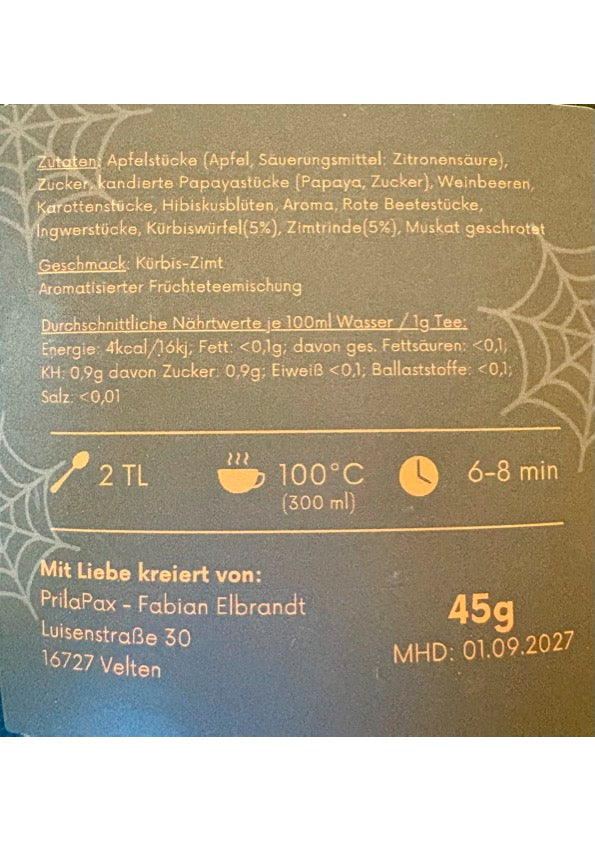 Zutaten: Apfelstücke (Apfel, Säuerungsmittel: Zitronensäure),
Zucker, kandierte Papayastücke (Papaya, Zucker), Weinbeeren,
Karottenstücke, Hibiskusblüten, Aroma, Rote Beetestücke,
Ingwerstücke, Kürbiswürfel(5%), Zimtrinde(5%), Muskat geschrotet
Geschmack: Kürbis-Zimt
Aromatisierter Früchteteemischung
Durchschnittliche Nährtwerte je 100ml Wasser / 1g Tee:
Energie: 4kcal/16kj; Fett: <0,1g; davon ges. Fettsäuren: <0,1;
KH: 0,9g davon Zucker: 0,9g; Eiweiß <0,1; Ballaststoffe: <0,1;
Salz: <0,01
2 TL
100°C
(300 ml)
6-8 min
Mit Liebe kreiert von:
PrilaPax - Fabian Elbrandt
Luisenstraße 30
16727 Velten
45g
MHD: 01.09.2027